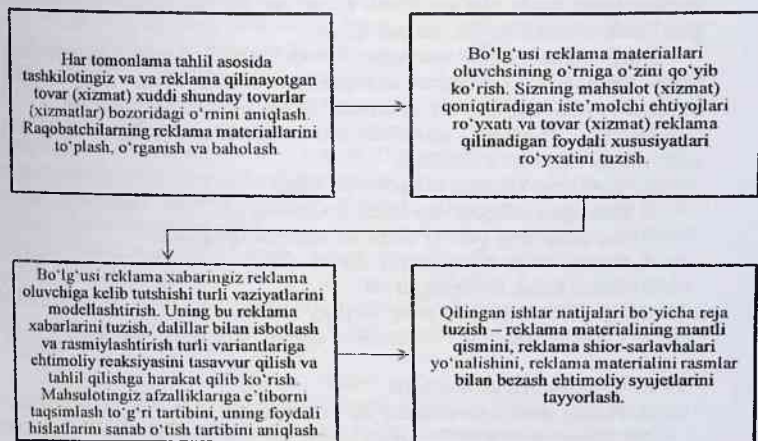 Har tomonlama tahlil asosida
tashkilotingiz va va reklama qilinayotgan
tovar (xizmat) xuddi shunday tovarlar
(xizmatlar) bozoridagi o‘rnini aniqlash.
Raqobatchilarning reklama materiallarini
to‘plash, o‘rganish va baholash.
Bo‘lg‘usi reklama materiallari
oluvchsining o‘rniga o‘zini qo‘yib
ko‘rish. Sizning mahsulot (xizmat)
qoniqtiradigan iste’molchi ehtiyojlari
ro‘yxatı va tovar (xizmat) reklama
qilinadigan foydali xususiyatlari
ro‘yxatini tuzish.
Bo‘lg‘usi reklama xabaringiz reklama
oluvchiga kelib tutshishi turli vaziyatlarini
modellashtirish. Uning bu reklama
xabarlarini tuzish, dalillar bilan isbotlash
va rasmiylashtirish turli variantlariga
ehtimoliy reaksiyasini tasavvur qilish va
tahlil qilishga harakat qilib ko‘rish.
Mahsulotingiz afzalliklariga e’tiborni
taqsimlash to‘g‘ri tartibini, uning foydali
hislatlarini sanab o‘tish tartibini aniqlash
Qilingan ishlar natijalari bo‘yicha reja
tuzish – reklama materialining mantli
qismini, reklama shior-sarlavhalari
yo‘nalishini, reklama materialini rasmlar
bilan bezash ehtimoliy syujetlarini
tayyorlash.